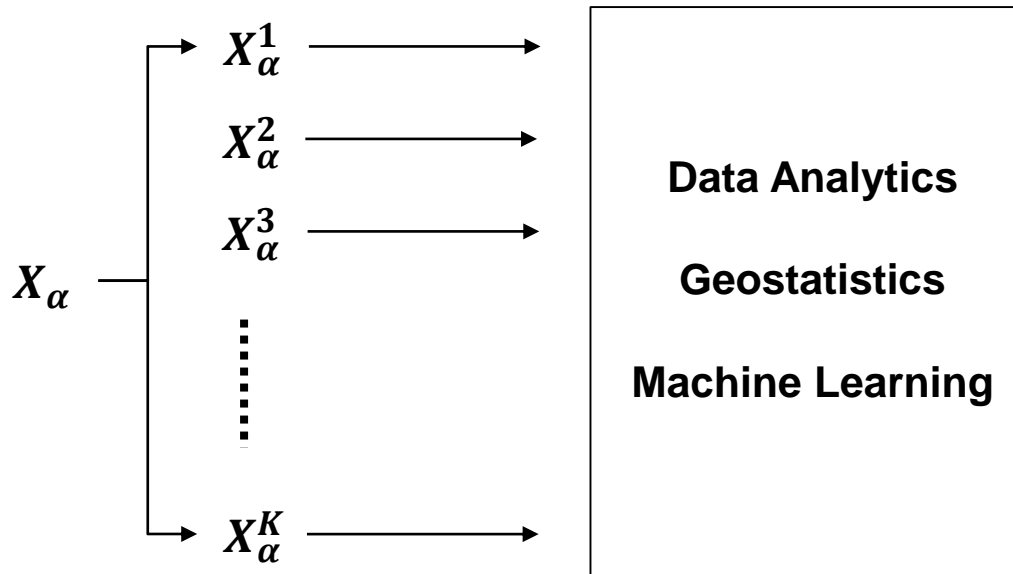 X_α^1
X_α^2
X_α^3
X_α
X_α^K
Data Analytics
Geostatistics
Machine Learning